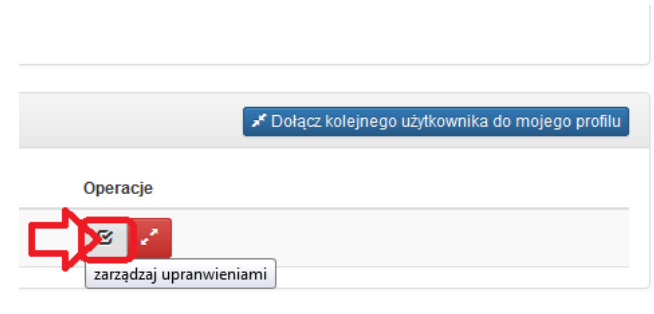 Dołącz kolejnego użytkownika do mojego profilu
Operacje
zarządzaj upranwieniami